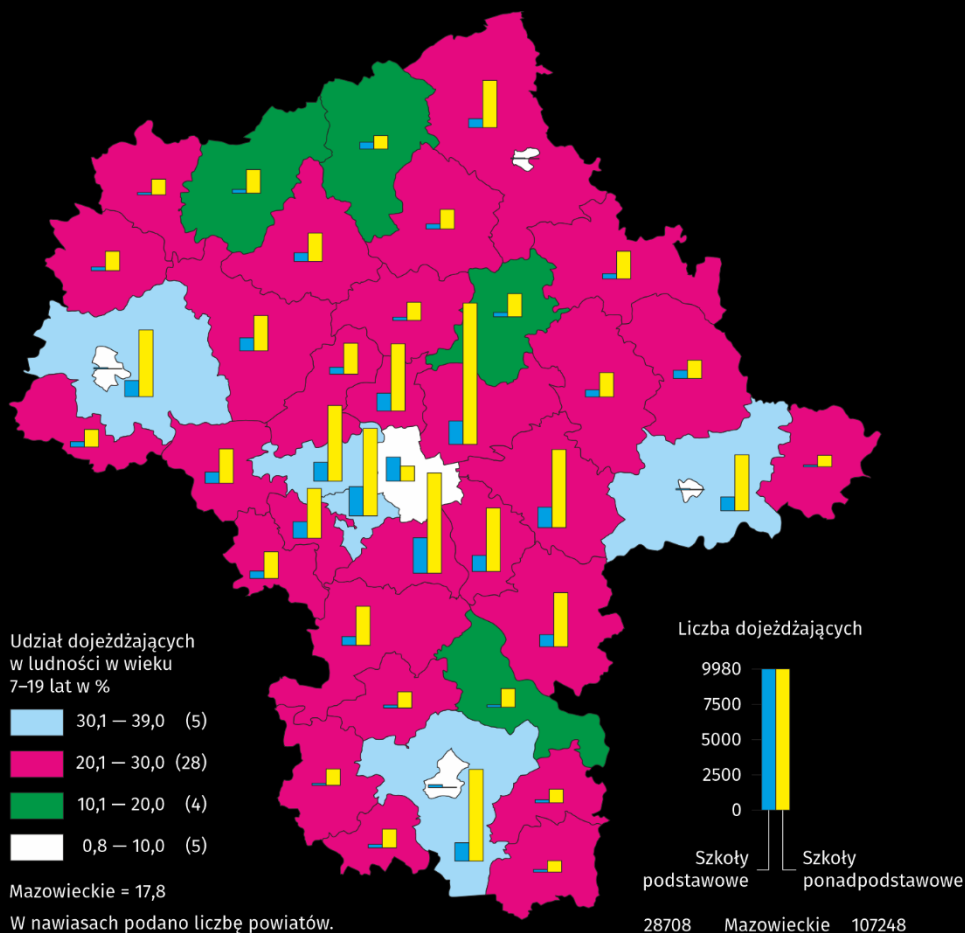 Udział dojeżdżających
w ludności w wieku
7–19 lat w %
30,1 — 39,0 (5)
20,1 — 30,0 (28)
10,1 — 20,0 (4)
0,8 — 10,0 (5)
Mazowieckie = 17,8
W nawiasach podano liczbę powiatów.
Liczba dojeżdżających
9980
7500
5000
2500
0
Szkoły podstawowe
Szkoły ponadpodstawowe
28708 Mazowieckie 107248